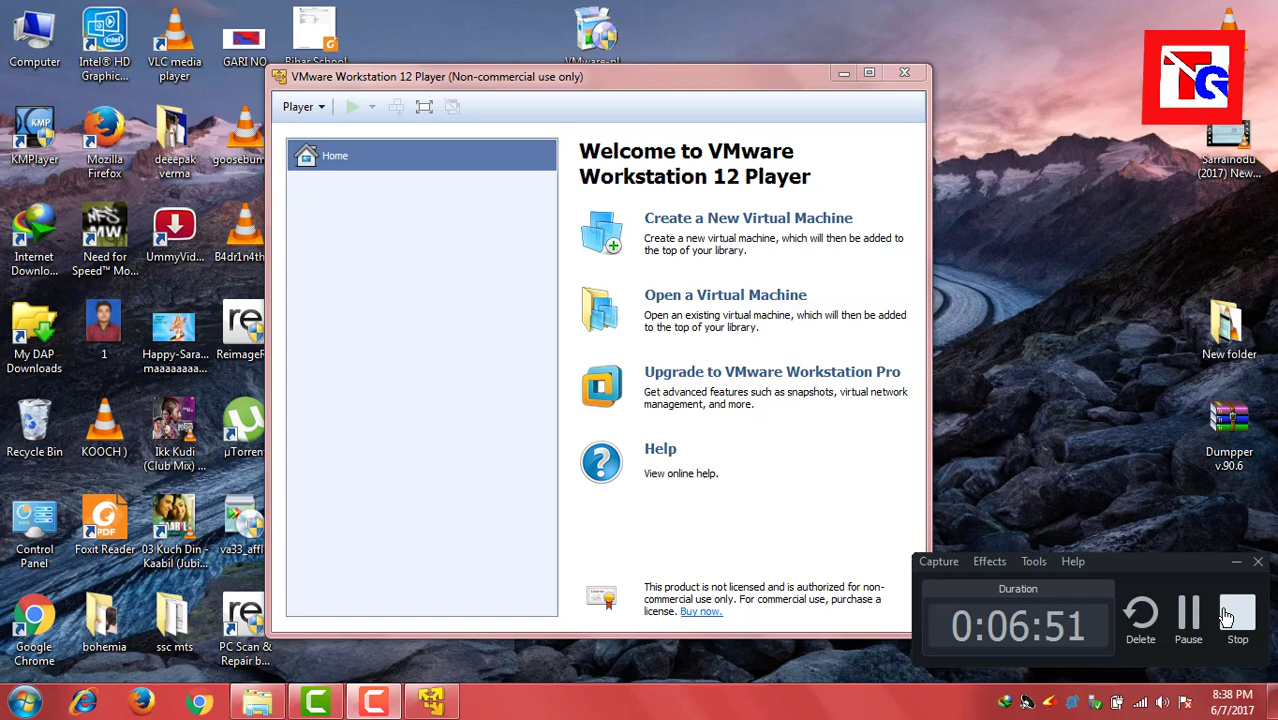 Computer
Intel® HD
Graphic...
VLC media
player
GARI NO
Bihar School
VMware-pl
VMware Workstation 12 Player (Non-commercial use only)
Player
Home
Welcome to VMware
Workstation 12 Player
Create a New Virtual Machine
Create a new virtual machine, which will then be added to
the top of your library.
Open a Virtual Machine
Open an existing virtual machine, which will then be added
to the top of your library.
Upgrade to VMware Workstation Pro
Get advanced features such as snapshots, virtual network
management, and more.
Help
View online help.
This product is not licensed and is authorized for non-
commercial use only. For commercial use, purchase a
license. Buy now.
KMPlayer
Mozilla
Firefox
deeepak
verma
goosebum
Internet
Downlo...
Need for
Speed™ Mo...
UmmyVid...
B4dr1n4th
My DAP
Downloads
1
Happy-Sara...
maaaaaaaa...
ReimageR
Recycle Bin
KOOCH )
Ikk Kudi
(Club Mix) ...
µTorrent
Control
Panel
Foxit Reader
03 Kuch Din -
Kaabil (Jubi...
va33_affl
Google
Chrome
bohemia
ssc mts
PC Scan &
Repair b...
TG
Sarrainodu
(2017) New...
New folder
Dumpper
v.90.6
Capture
Effects
Tools
Help
Duration
0:06:51
Delete
Pause
Stop
8:38 PM
6/7/2017